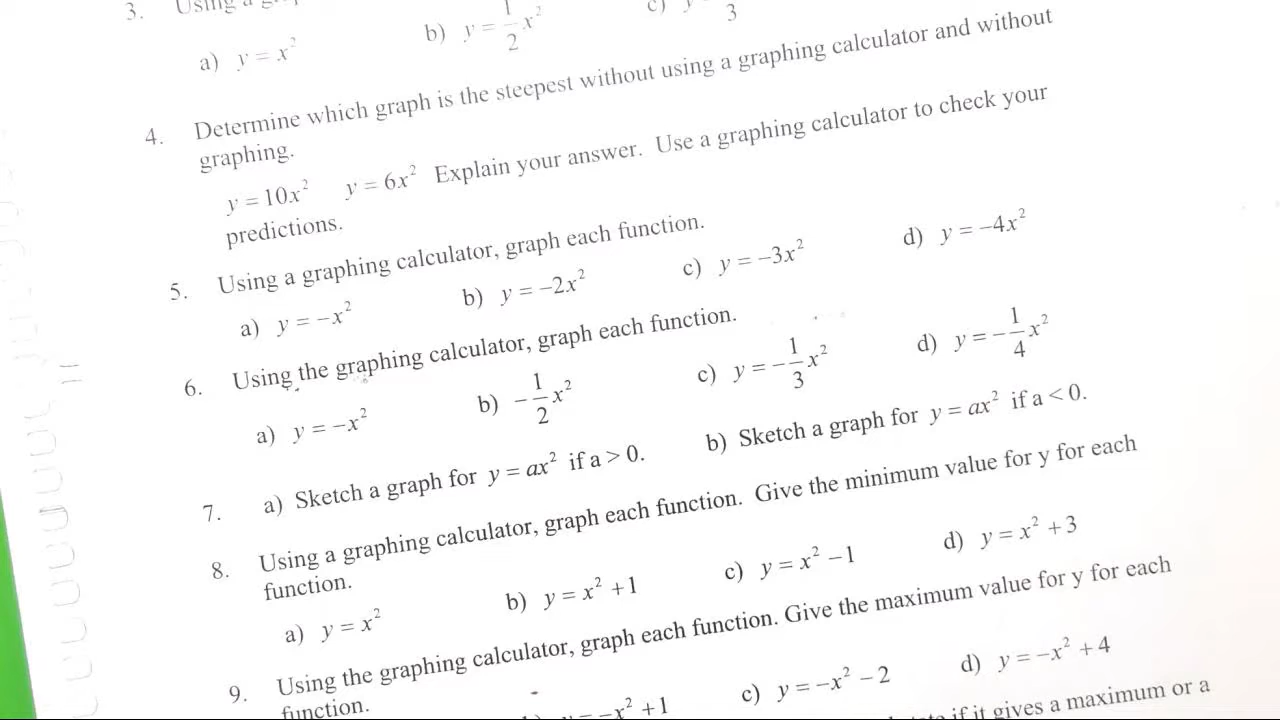 3. Using a
a) y = x² b) y = 1/2 x² c) y 3
4. Determine which graph is the steepest without using a graphing calculator and without
graphing.
y = 10x² y = 6x² Explain your answer. Use a graphing calculator to check your
predictions.
5. Using a graphing calculator, graph each function.
a) y = −x² b) y = −2x² c) y = −3x² d) y = −4x²
6. Using the graphing calculator, graph each function.
a) y = −x² b) −1/2 x² c) y = −1/3 x² d) y = −1/4 x²
7. a) Sketch a graph for y = ax² if a > 0. b) Sketch a graph for y = ax² if a < 0.
8. Using a graphing calculator, graph each function. Give the minimum value for y for each
function.
a) y = x² b) y = x² + 1 c) y = x² − 1 d) y = x² + 3
9. Using the graphing calculator, graph each function. Give the maximum value for y for each
function.
y = −x² + 1 c) y = −x² − 2 d) y = −x² + 4
if it gives a maximum or a